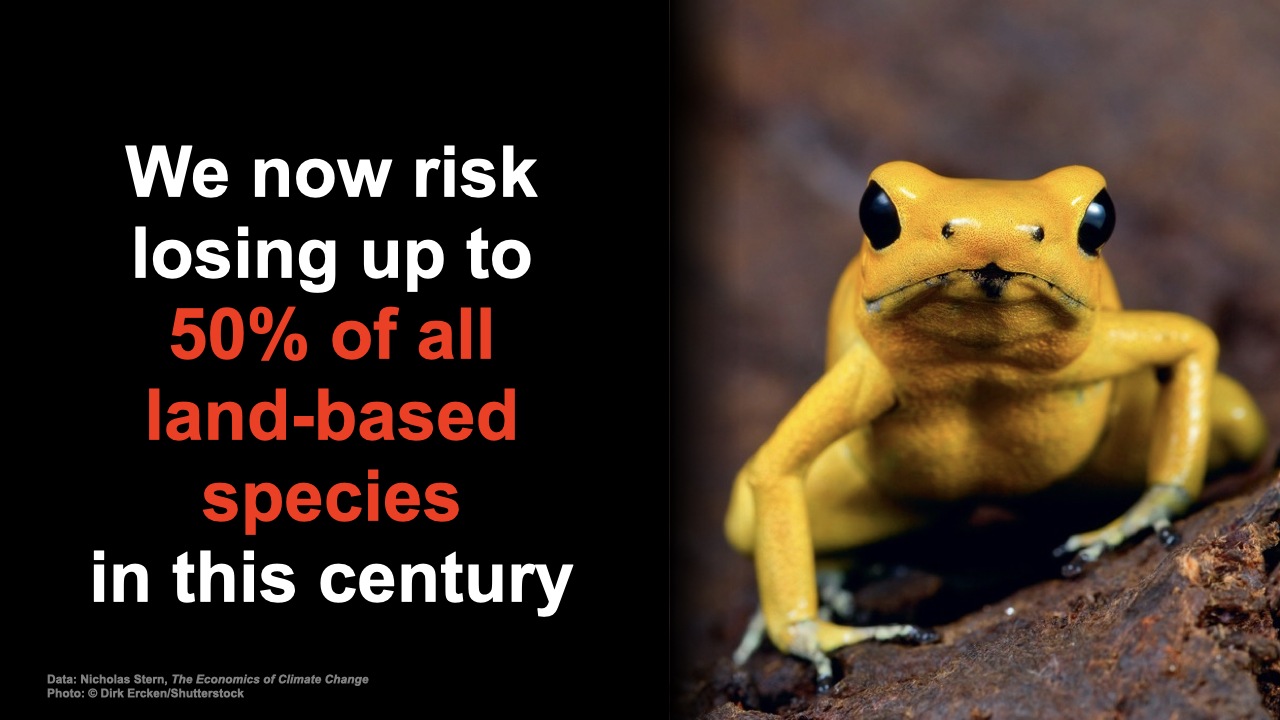 We now risk
losing up to
50% of all
land-based
species
in this century
Data: Nicholas Stern, The Economics of Climate Change
Photo: © Dirk Ercken/Shutterstock